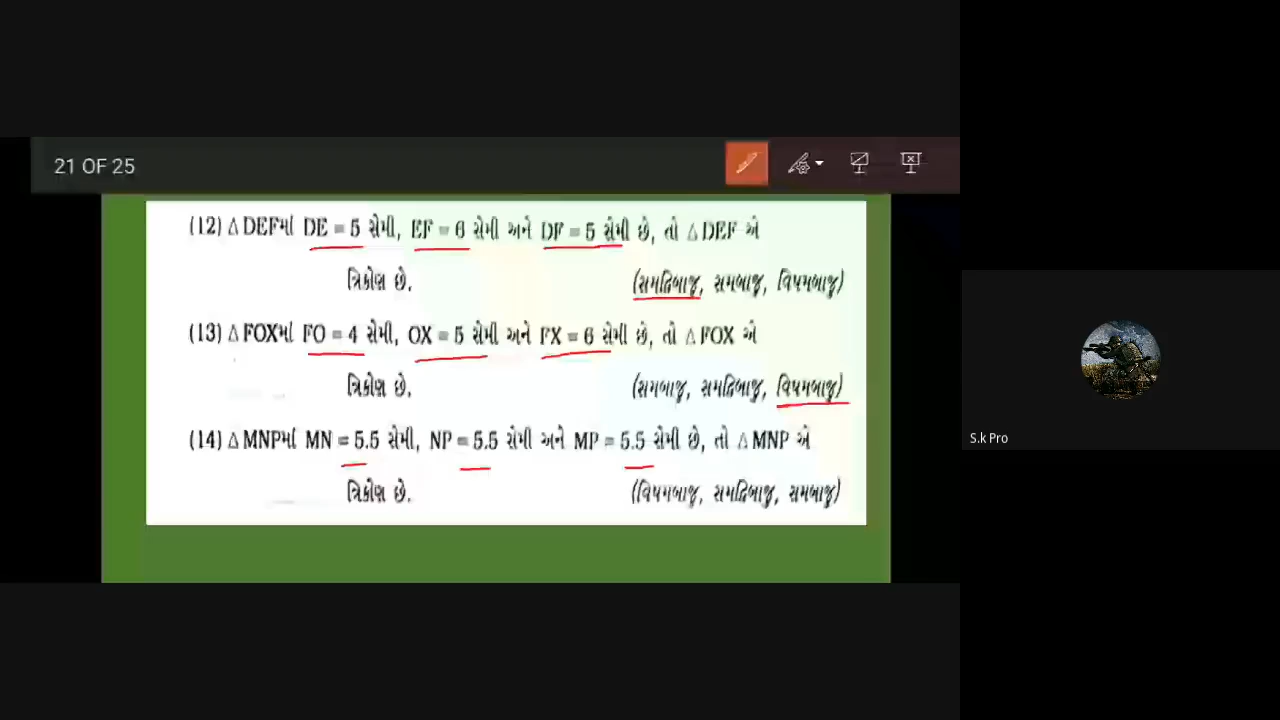 21 OF 25
(12) △DEFમાં DE = 5 સેમી, EF = 6 સેમી અને DF = 5 સેમી છે, તો △DEF એ
ત્રિકોણ છે. (સમદ્વિબાજુ, સમબાજુ, વિષમબાજુ)
(13) △FOXમાં FO = 4 સેમી, OX = 5 સેમી અને FX = 6 સેમી છે, તો △FOX એ
ત્રિકોણ છે. (સમબાજુ, સમદ્વિબાજુ, વિષમબાજુ)
(14) △MNPમાં MN = 5.5 સેમી, NP = 5.5 સેમી અને MP = 5.5 સેમી છે, તો △MNP એ
ત્રિકોણ છે. (વિષમબાજુ, સમદ્વિબાજુ, સમબાજુ)
S.k Pro